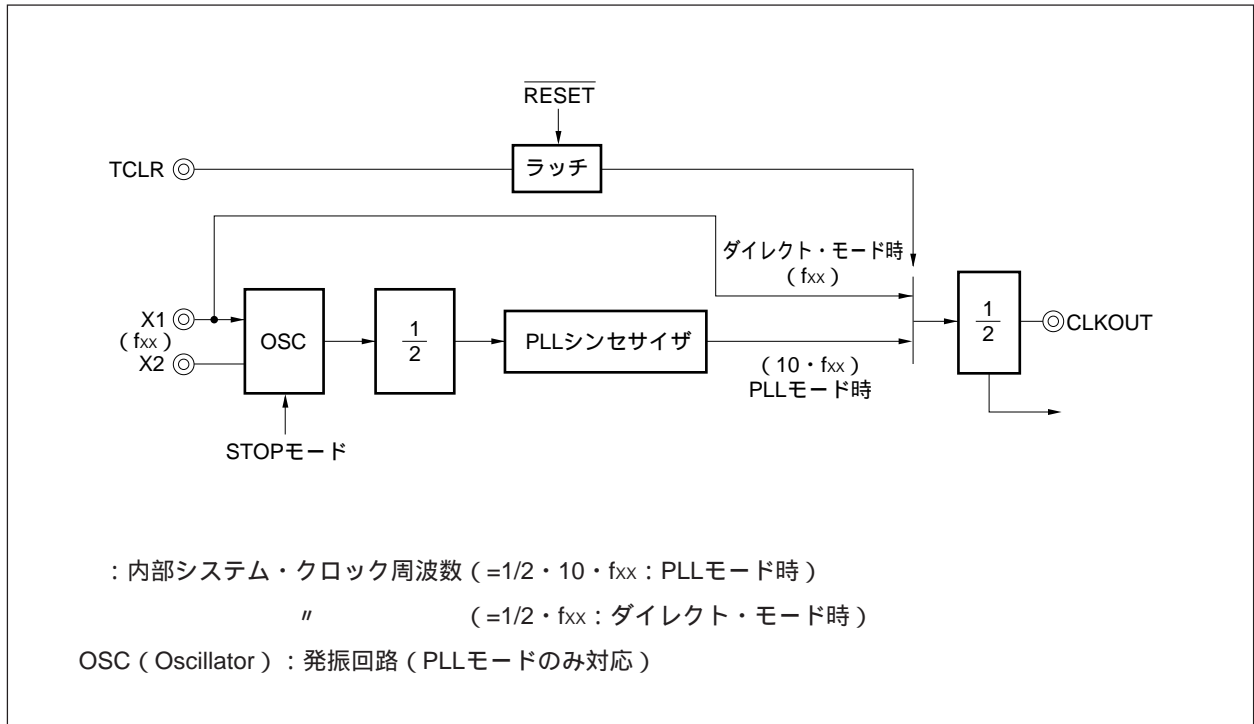 RESET
TCLR
ラッチ
ダイレクト・モード時
(fxx)
X1
(fxx)
X2
OSC
1
2
PLLシンセサイザ
(10・fxx)
PLLモード時
1
2
CLKOUT
STOPモード
:内部システム・クロック周波数(=1/2・10・fxx:PLLモード時)
〃 (=1/2・fxx:ダイレクト・モード時)
OSC(Oscillator):発振回路(PLLモードのみ対応)